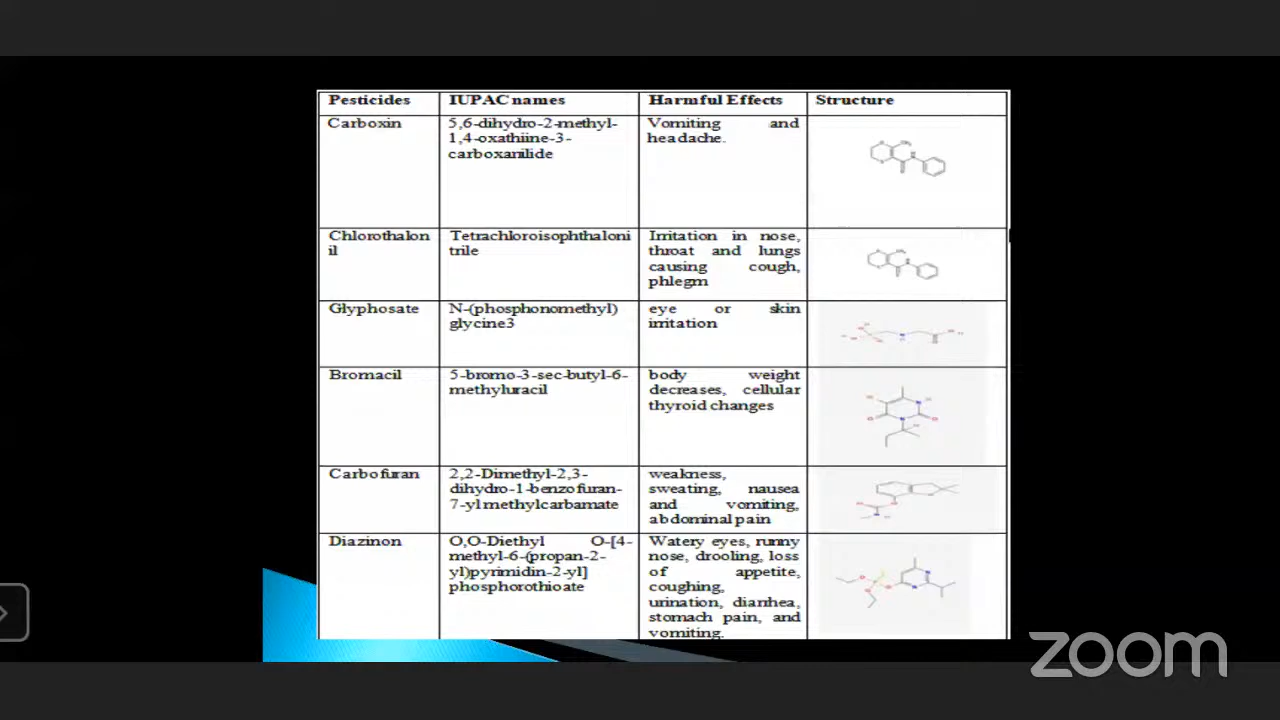 Pesticides IUPAC names Harmful Effects Structure
Carboxin
5,6-dihydro-2-methyl-
1,4-oxathiine-3-
carboxanilide
Vomiting and
headache.
Chlorothalon
il
Tetrachloroisophthaloni
trile
Irritation in nose,
throat and lungs
causing cough,
phlegm
Glyphosate
N-(phosphonomethyl)
glycine3
eye or skin
irritation
Bromacil
5-bromo-3-sec-butyl-6-
methyluracil
body weight
decreases, cellular
thyroid changes
Carbofuran
2,2-Dimethyl-2,3-
dihydro-1-benzofuran-
7-yl methylcarbamate
weakness,
sweating, nausea
and vomiting,
abdominal pain
Diazinon
O,O-Diethyl O-[4-
methyl-6-(propan-2-
yl)pyrimidin-2-yl]
phosphorothioate
Watery eyes, runny
nose, drooling, loss
of appetite,
coughing,
urination, diarrhea,
stomach pain, and
vomiting.
zoom